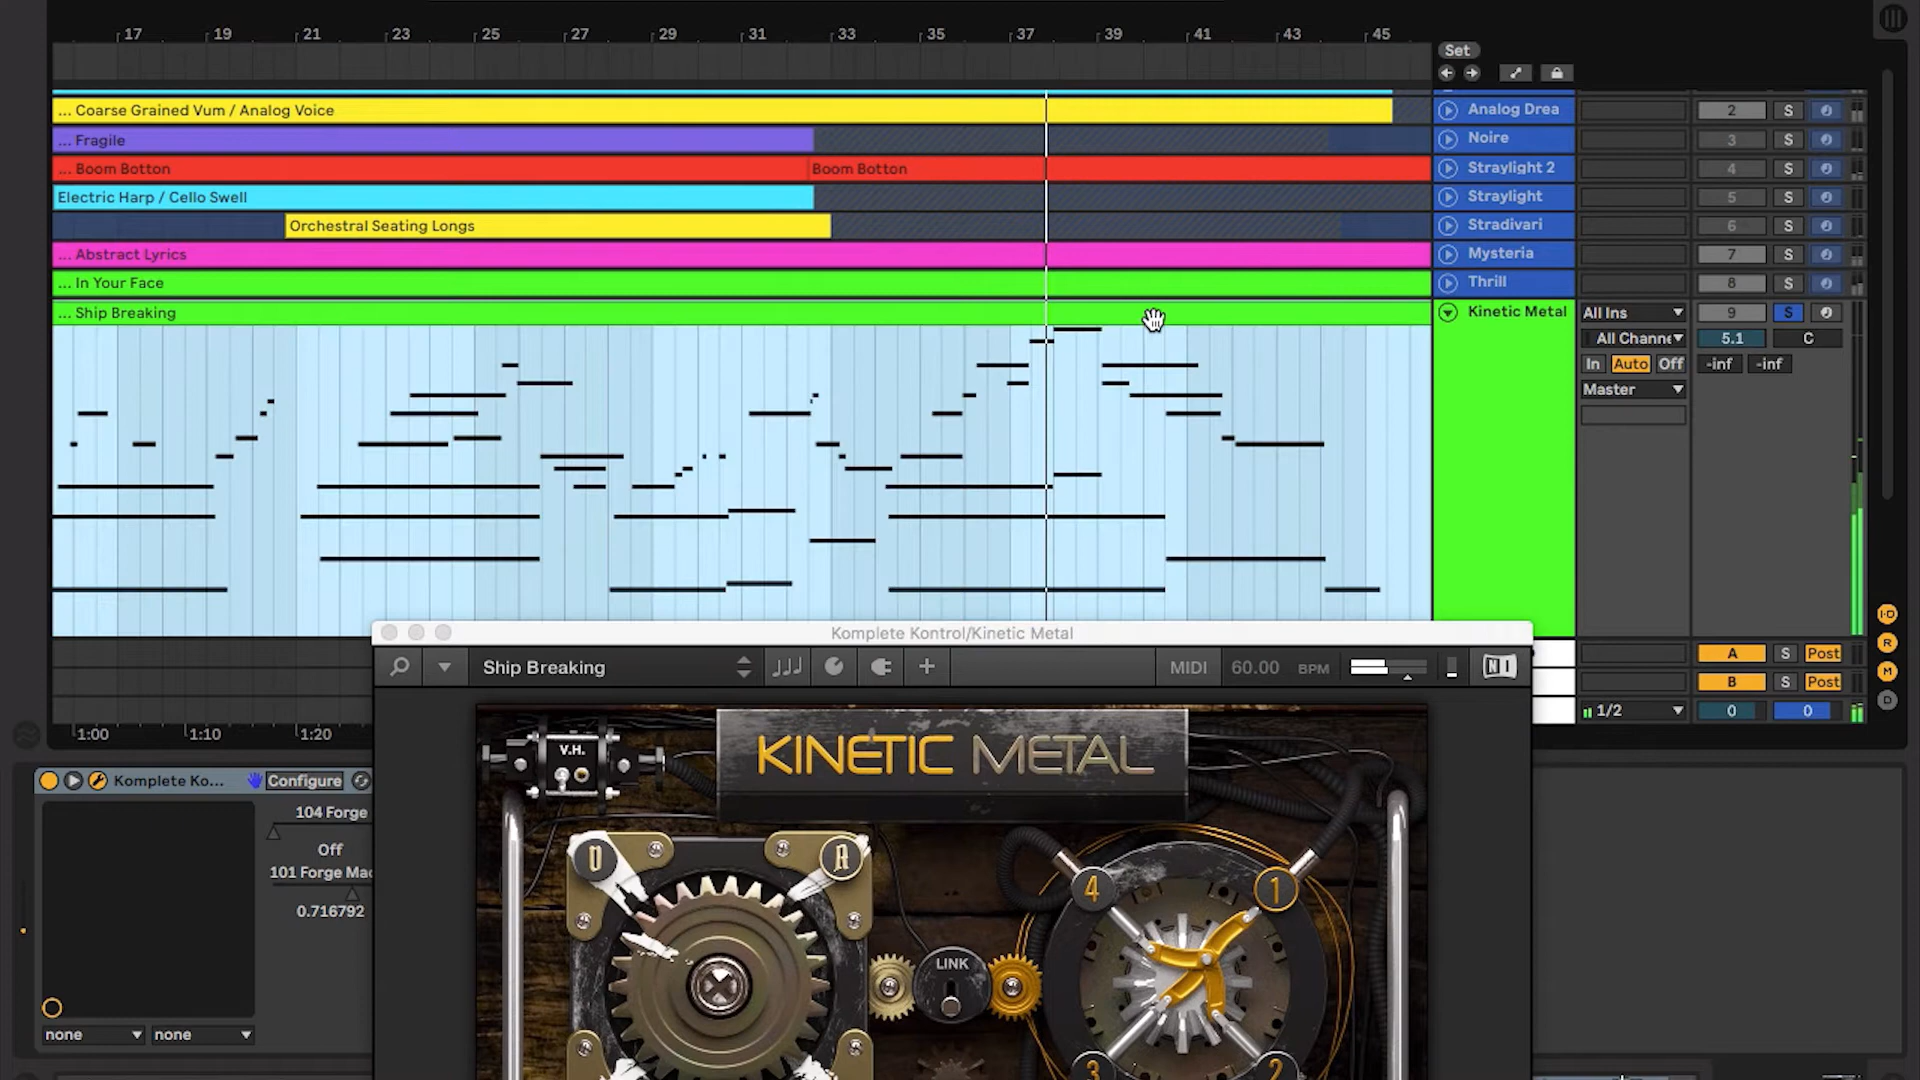 17 19 21 23 25 27 29 31 33 35 37 39 41 43 45
Set
... Coarse Grained Vum / Analog Voice Analog Drea 2 S
... Fragile Noire 3 S
... Boom Botton Boom Botton Straylight 2 4 S
Electric Harp / Cello Swell Straylight 5 S
Orchestral Seating Longs Stradivari 6 S
... Abstract Lyrics Mysteria 7 S
... In Your Face Thrill 8 S
... Ship Breaking Kinetic Metal All Ins 9 S
All Channe 5.1 C
In Auto Off -inf -inf
Master
I·O
R
M
D
A S Post
B S Post
1/2 0 0
1:00 1:10 1:20
Komplete Kontrol/Kinetic Metal
Ship Breaking MIDI 60.00 BPM NI
KINETIC METAL
V.H.
Komplete Ko... Configure
104 Forge
Off
101 Forge Mac
0.716792
none none
A
4 1
LINK
3 2